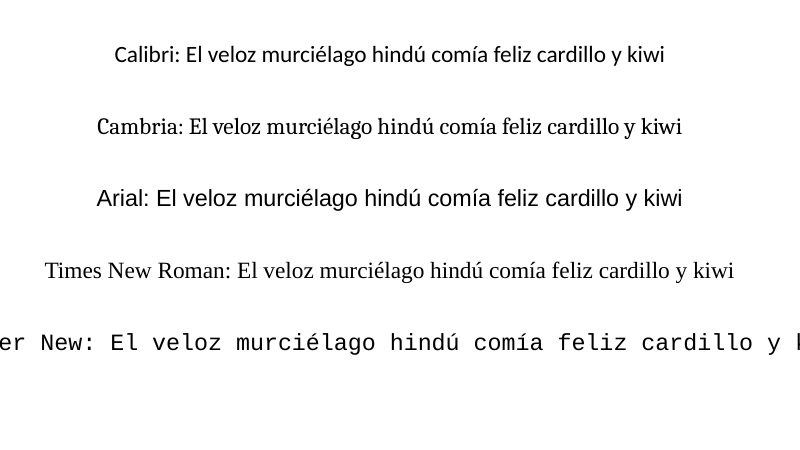 Calibri: El veloz murciélago hindú comía feliz cardillo y kiwi
Cambria: El veloz murciélago hindú comía feliz cardillo y kiwi
Arial: El veloz murciélago hindú comía feliz cardillo y kiwi
Times New Roman: El veloz murciélago hindú comía feliz cardillo y kiwi
er New: El veloz murciélago hindú comía feliz cardillo y k